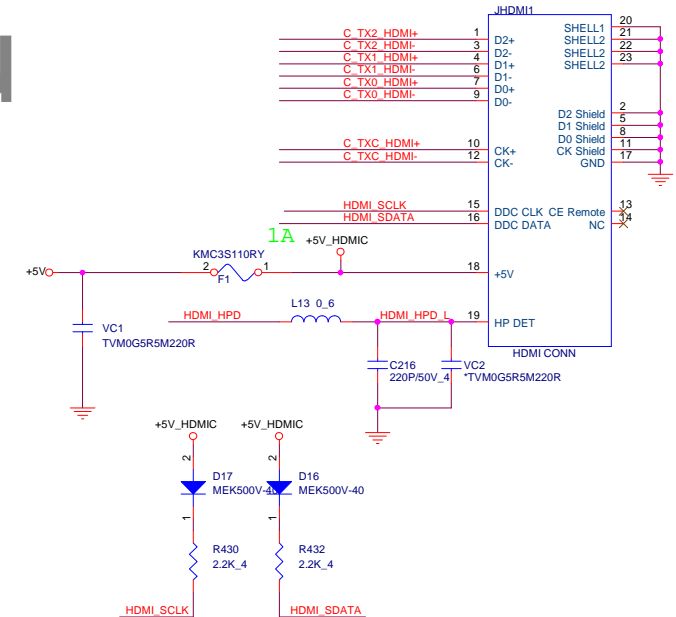 JHDMI1
C_TX2_HDMI+ 1 D2+ SHELL1 20
C_TX2_HDMI- 3 D2- SHELL2 21
C_TX1_HDMI+ 4 D1+ SHELL2 22
C_TX1_HDMI- 6 D1- SHELL2 23
C_TX0_HDMI+ 7 D0+
C_TX0_HDMI- 9 D0-
D2 Shield 2
D1 Shield 5
D0 Shield 8
C_TXC_HDMI+ 10 CK+ CK Shield 11
C_TXC_HDMI- 12 CK- GND 17
HDMI_SCLK 15 DDC CLK CE Remote 13
HDMI_SDATA 16 DDC DATA NC 14
1A +5V_HDMIC
KMC3S110RY
+5V 2 1 18 +5V
F1
L13 0_6
HDMI_HPD HDMI_HPD_L 19 HP DET
VC1
TVM0G5R5M220R
HDMI CONN
C216 VC2
220P/50V_4 *TVM0G5R5M220R
+5V_HDMIC +5V_HDMIC
2 2
D17 D16
MEK500V-40 MEK500V-40
1 1
R430 R432
2.2K_4 2.2K_4
HDMI_SCLK HDMI_SDATA